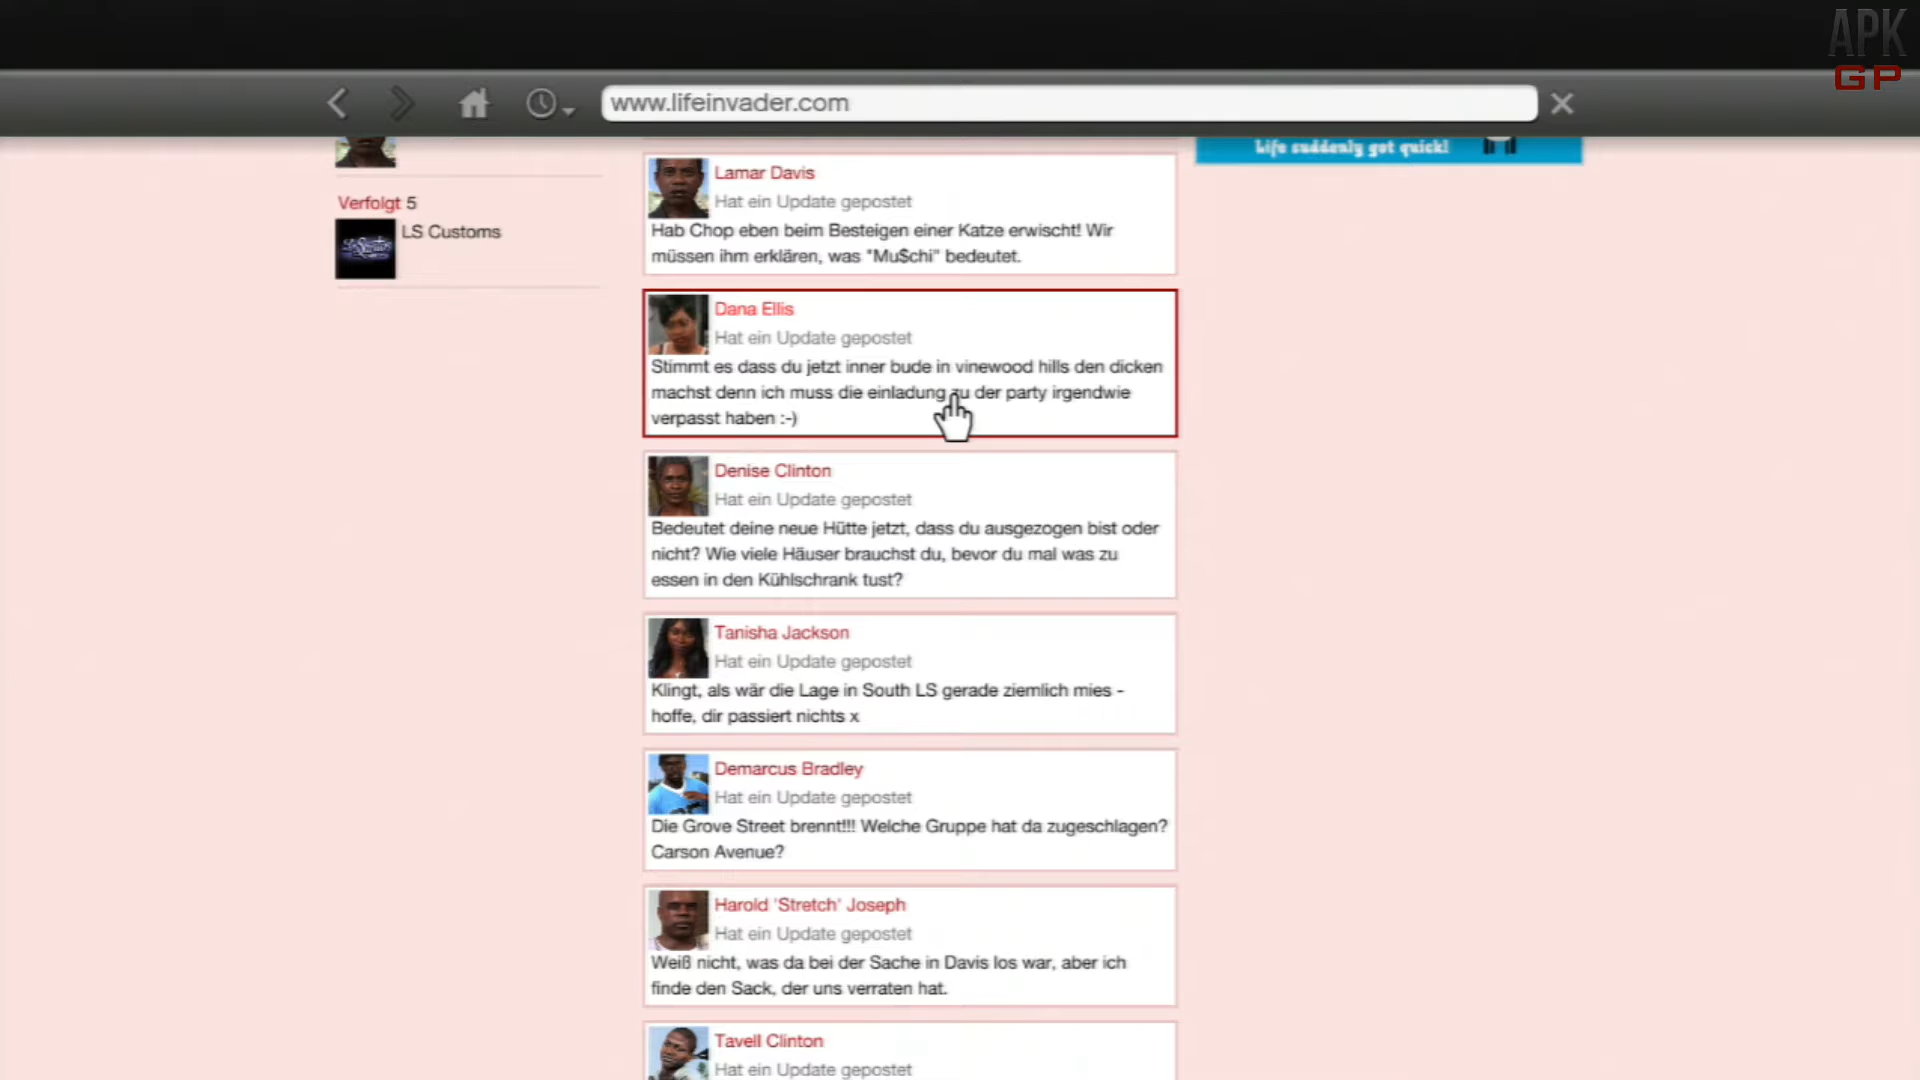 APK
GP
www.lifeinvader.com
Life suddenly got quick!
Verfolgt 5
LS Customs
Lamar Davis
Hat ein Update gepostet
Hab Chop eben beim Besteigen einer Katze erwischt! Wir
müssen ihm erklären, was "Mu$chi" bedeutet.
Dana Ellis
Hat ein Update gepostet
Stimmt es dass du jetzt inner bude in vinewood hills den dicken
machst denn ich muss die einladung zu der party irgendwie
verpasst haben :-)
Denise Clinton
Hat ein Update gepostet
Bedeutet deine neue Hütte jetzt, dass du ausgezogen bist oder
nicht? Wie viele Häuser brauchst du, bevor du mal was zu
essen in den Kühlschrank tust?
Tanisha Jackson
Hat ein Update gepostet
Klingt, als wär die Lage in South LS gerade ziemlich mies -
hoffe, dir passiert nichts x
Demarcus Bradley
Hat ein Update gepostet
Die Grove Street brennt!!! Welche Gruppe hat da zugeschlagen?
Carson Avenue?
Harold 'Stretch' Joseph
Hat ein Update gepostet
Weiß nicht, was da bei der Sache in Davis los war, aber ich
finde den Sack, der uns verraten hat.
Tavell Clinton
Hat ein Update gepostet